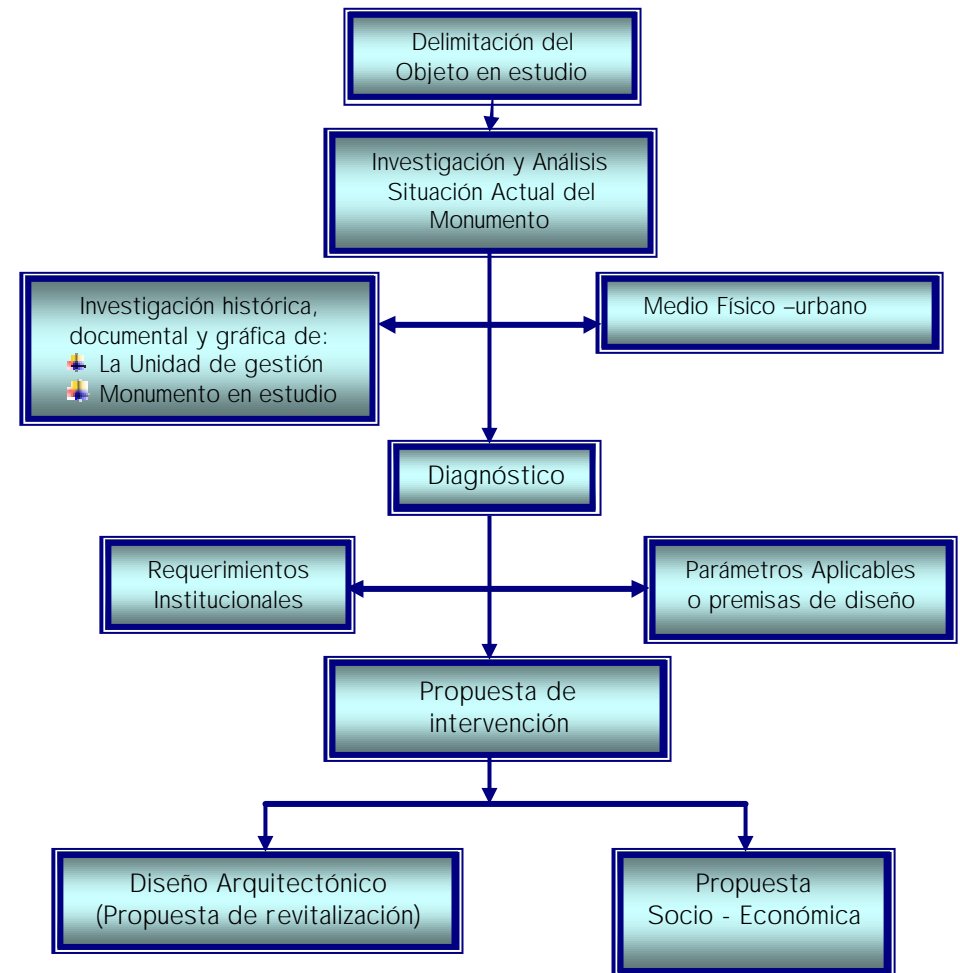 Delimitación del
Objeto en estudio
Investigación y Análisis
Situación Actual del
Monumento
Investigación histórica,
documental y gráfica de:
La Unidad de gestión
Monumento en estudio
Medio Físico –urbano
Diagnóstico
Requerimientos
Institucionales
Parámetros Aplicables
o premisas de diseño
Propuesta de
intervención
Diseño Arquitectónico
(Propuesta de revitalización)
Propuesta
Socio - Económica